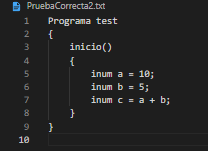 PruebaCorrecta2.txt
1 Programa test
2 {
3 inicio()
4 {
5 inum a = 10;
6 inum b = 5;
7 inum c = a + b;
8 }
9 }
10